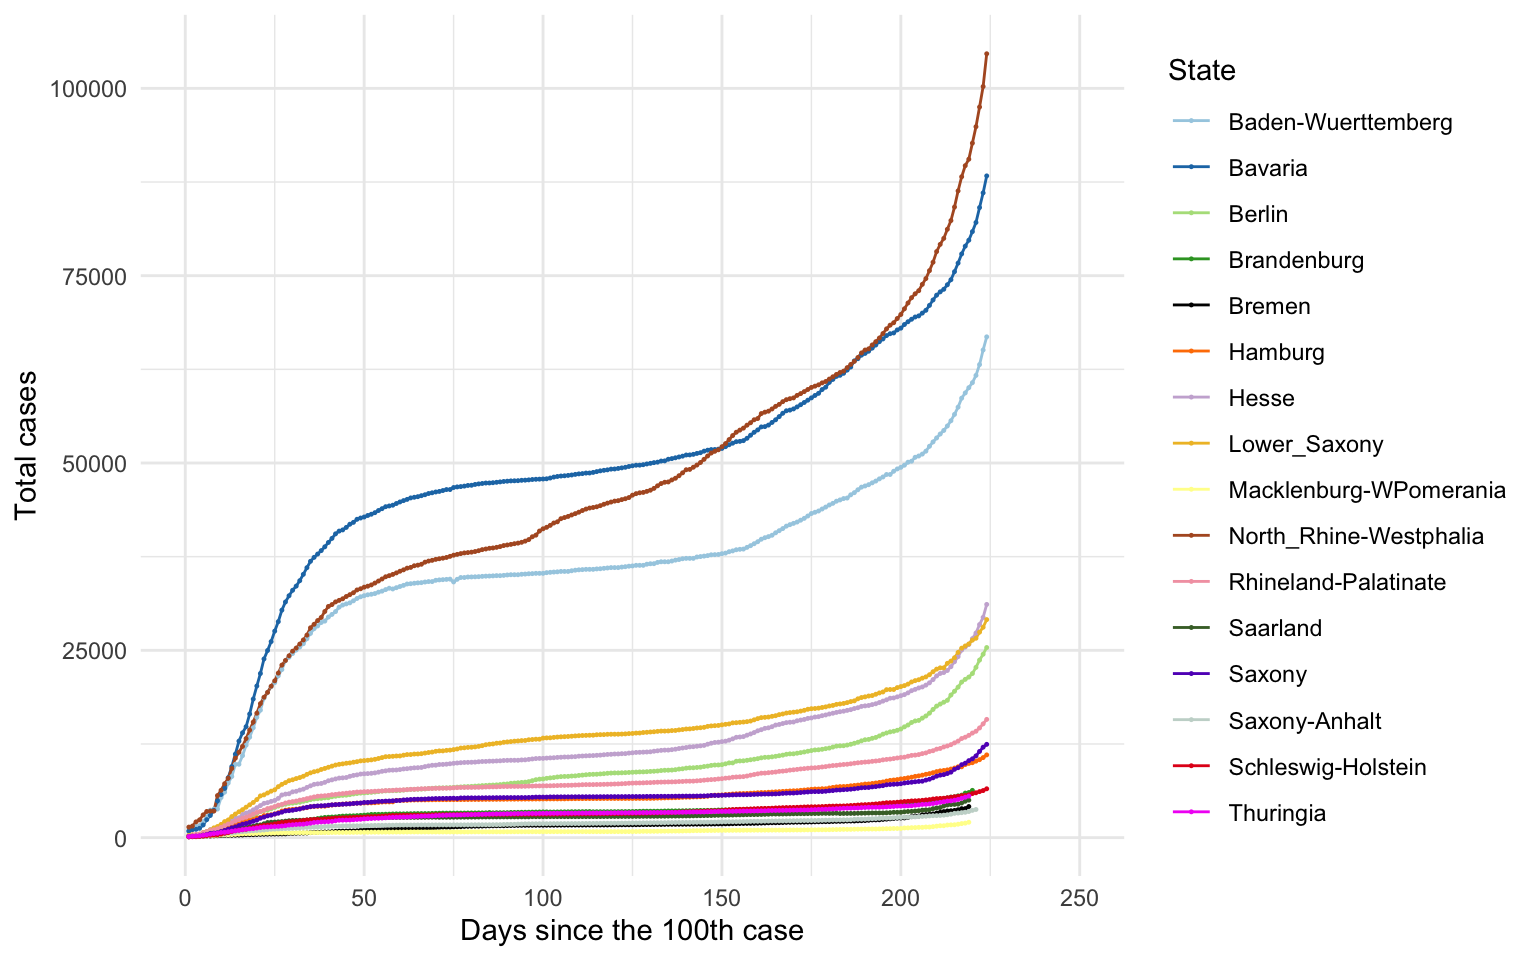 100000
75000
50000
25000
0
Total cases
0 50 100 150 200 250
Days since the 100th case
State
Baden-Wuerttemberg
Bavaria
Berlin
Brandenburg
Bremen
Hamburg
Hesse
Lower_Saxony
Macklenburg-WPomerania
North_Rhine-Westphalia
Rhineland-Palatinate
Saarland
Saxony
Saxony-Anhalt
Schleswig-Holstein
Thuringia